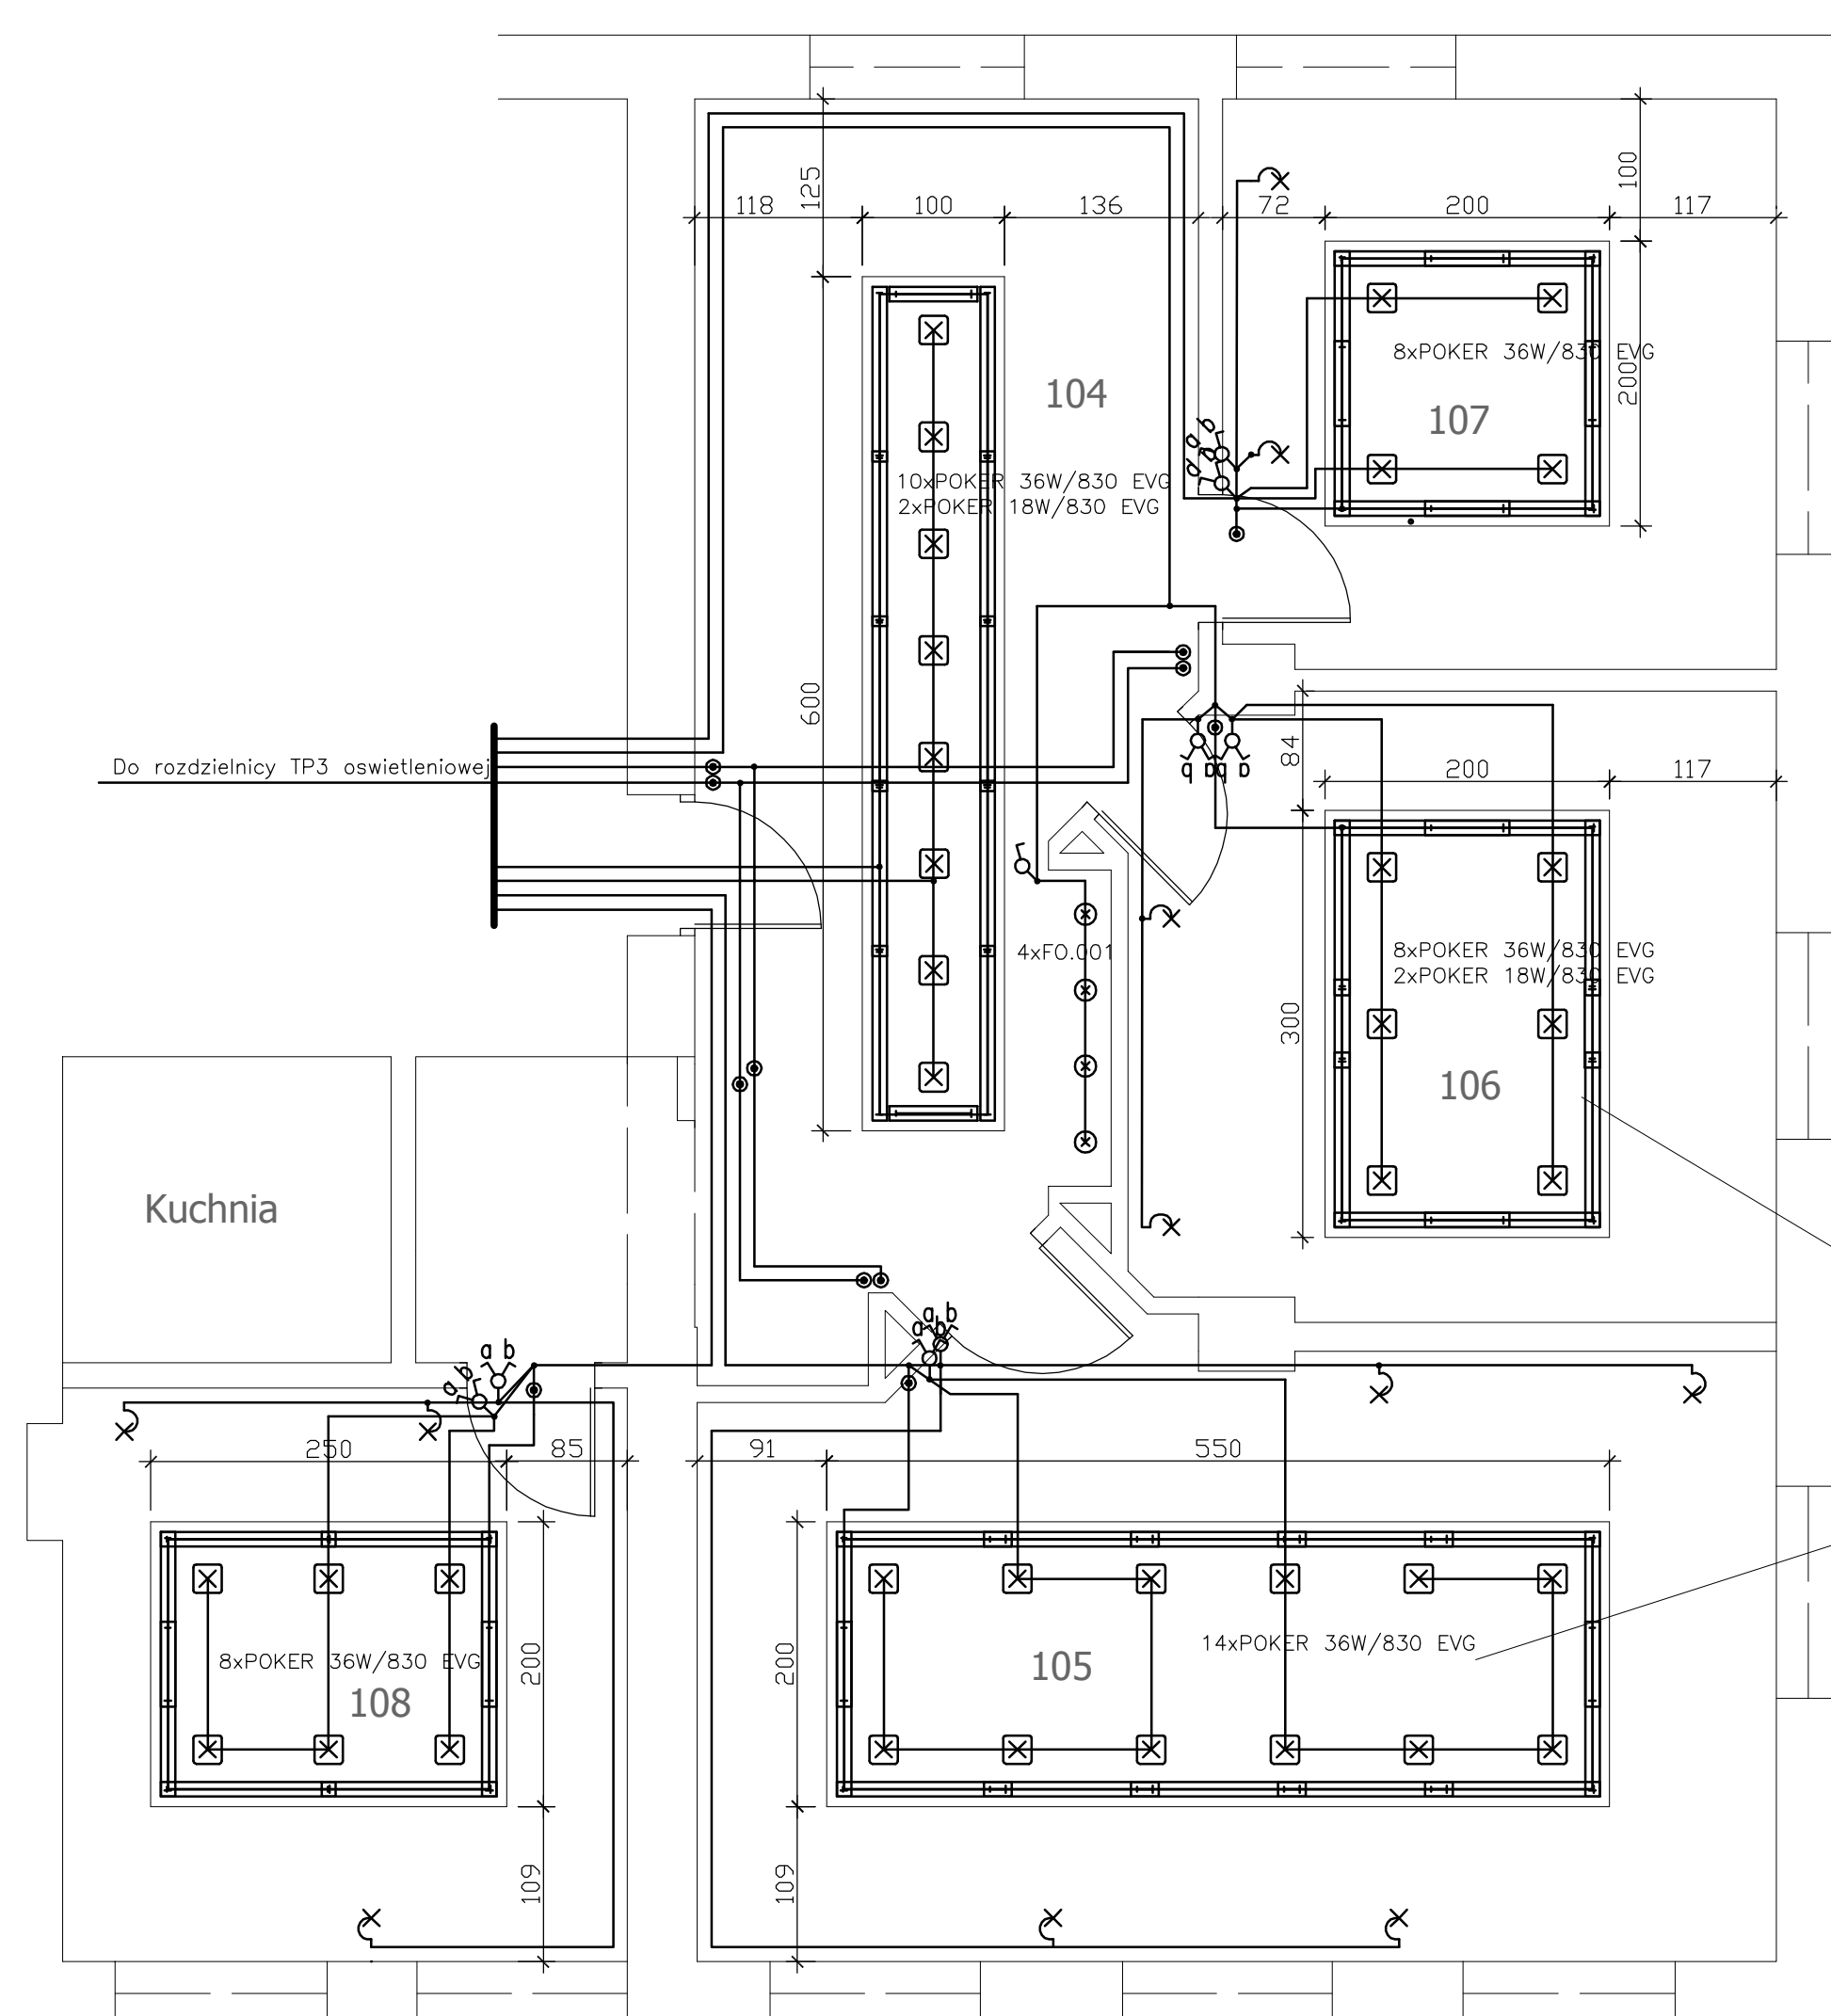 125
100
118
100
136
72
200
117
8xPOKER 36W/830 EVG
200
104
107
a b
a b
10xPOKER 36W/830 EVG
2xPOKER 18W/830 EVG
600
84
Do rozdzielnicy TP3 oswietleniowej
b a
b a
200
117
4xFO.001
8xPOKER 36W/830 EVG
2xPOKER 18W/830 EVG
300
106
Kuchnia
a b
a b
a b
a b
250
85
91
550
200
200
14xPOKER 36W/830 EVG
8xPOKER 36W/830 EVG
105
108
109
109